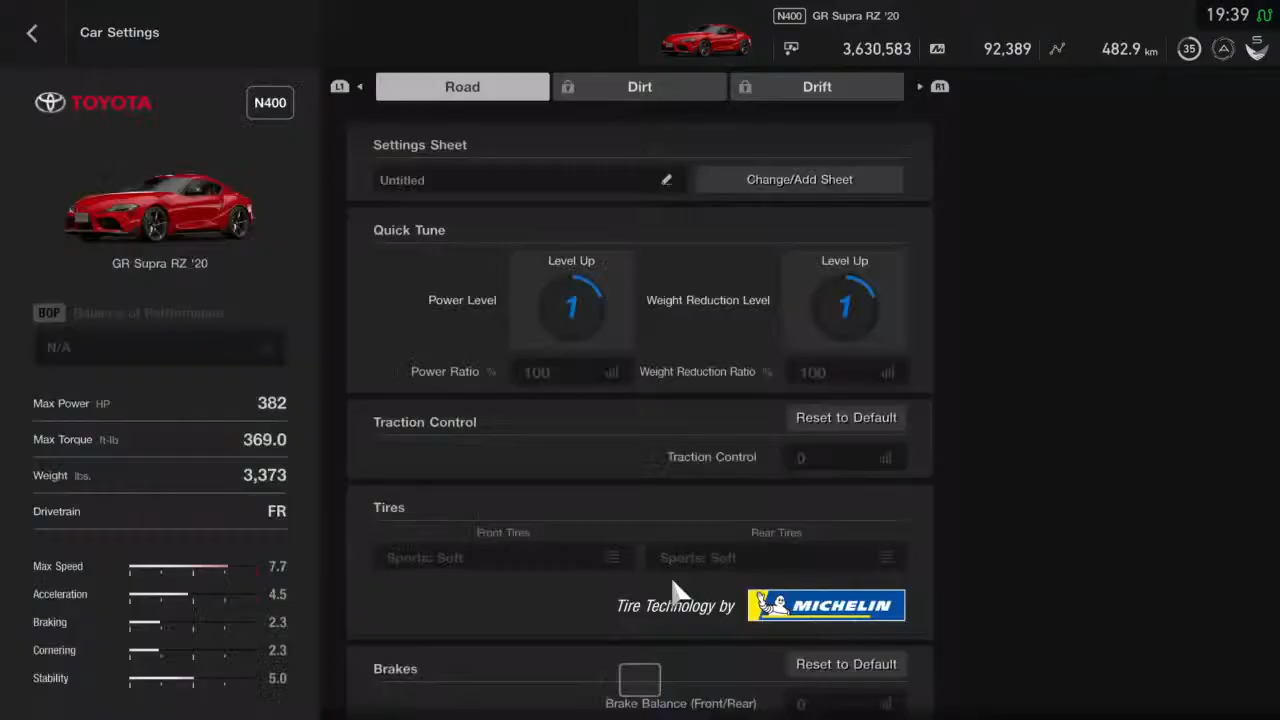 Car Settings
N400 GR Supra RZ '20
19:39
3,630,583
92,389
482.9 km
35
A
S
TOYOTA
N400
GR Supra RZ '20
BOP Balance of Performance
N/A
Max Power HP 382
Max Torque ft-lb 369.0
Weight lbs. 3,373
Drivetrain FR
Max Speed 7.7
Acceleration 4.5
Braking 2.3
Cornering 2.3
Stability 5.0
L1 Road Dirt Drift R1
Settings Sheet
Untitled Change/Add Sheet
Quick Tune
Level Up Level Up
Power Level 1 Weight Reduction Level 1
Power Ratio % 100 Weight Reduction Ratio % 100
Traction Control Reset to Default
Traction Control 0
Tires
Front Tires Rear Tires
Sports: Soft Sports: Soft
Tire Technology by MICHELIN
Brakes Reset to Default
Brake Balance (Front/Rear) 0